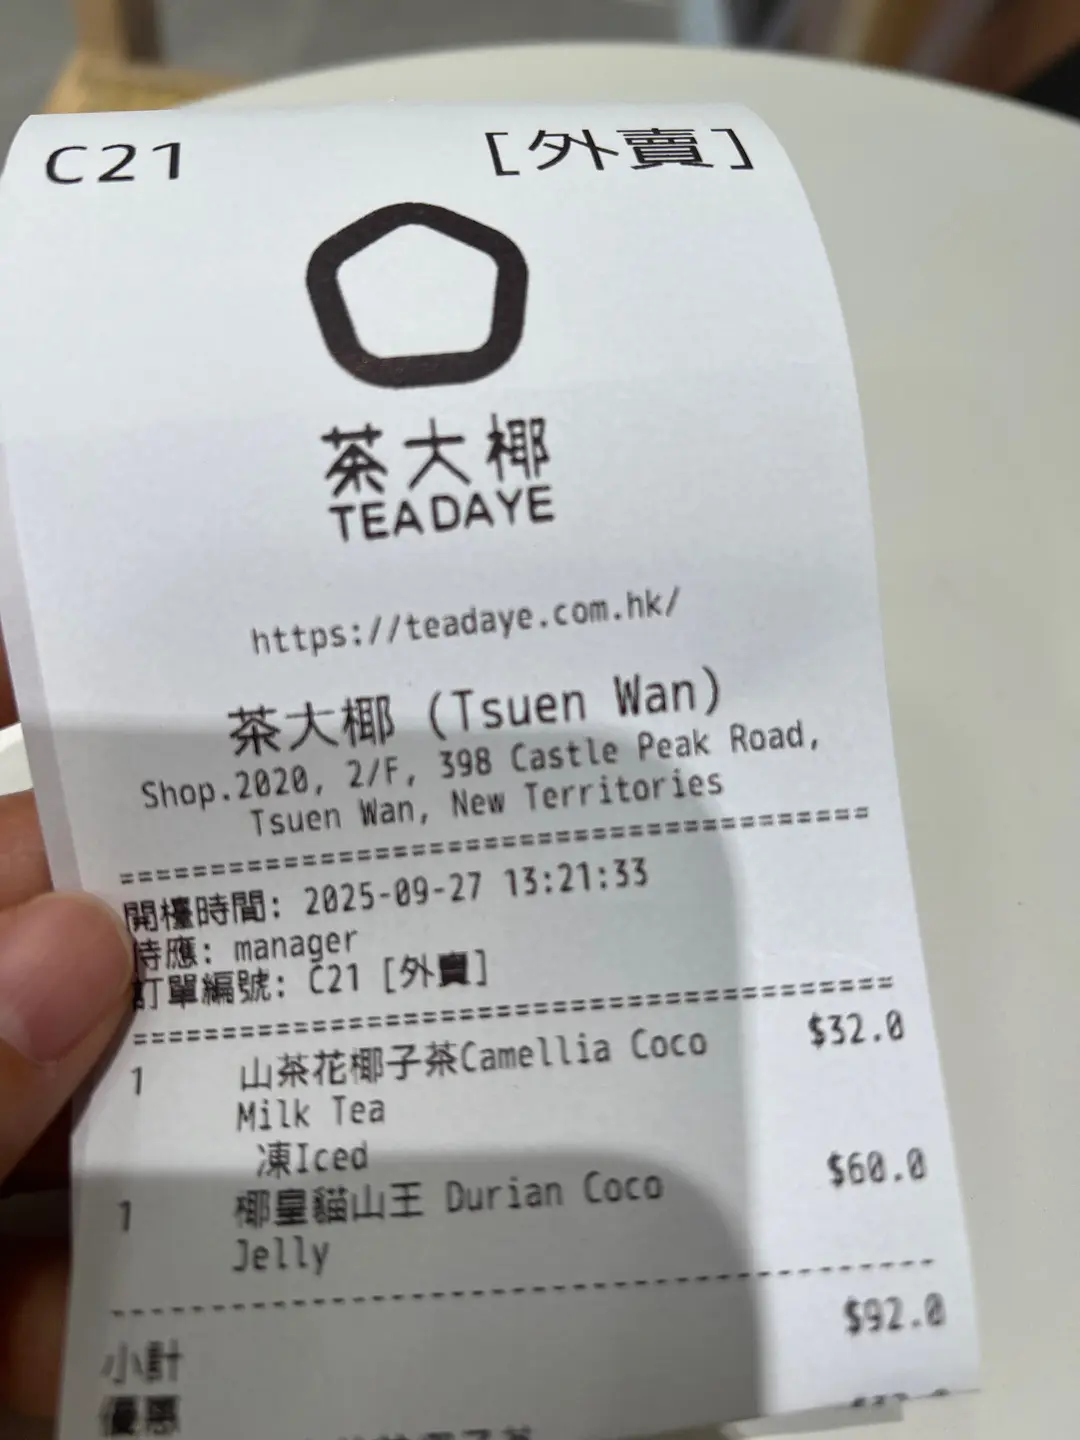 C21 [外賣]
茶大椰
TEADAYE
https://teadaye.com.hk/
茶大椰 (Tsuen Wan)
Shop.2020, 2/F, 398 Castle Peak Road,
Tsuen Wan, New Territories
======================================
開檯時間: 2025-09-27 13:21:33
侍應: manager
訂單編號: C21 [外賣]
======================================
1 山茶花椰子茶Camellia Coco $32.0
Milk Tea
凍Iced
1 椰皇貓山王 Durian Coco $60.0
Jelly
--------------------------------------
小計 $92.0
優惠